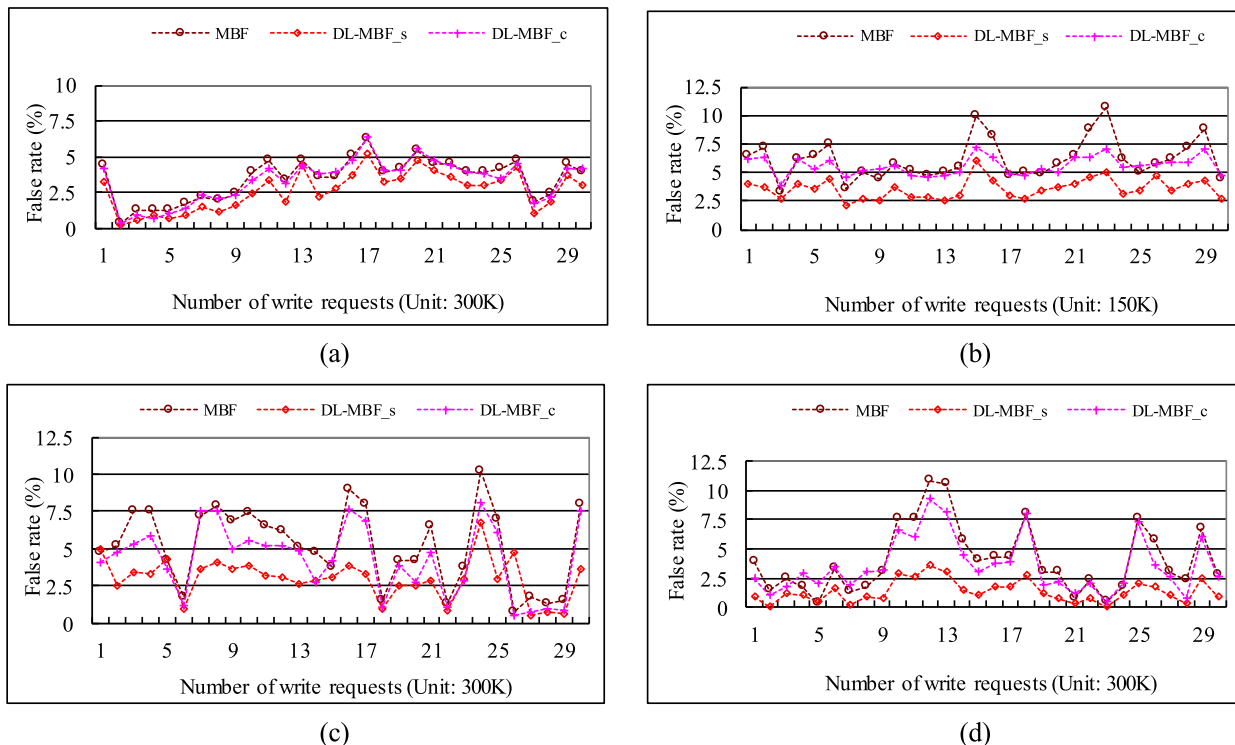 MBF DL-MBF_s DL-MBF_c
False rate (%)
10
7.5
5
2.5
0
1 5 9 13 17 21 25 29
Number of write requests (Unit: 300K)
(a)
MBF DL-MBF_s DL-MBF_c
False rate (%)
12.5
10
7.5
5
2.5
0
1 5 9 13 17 21 25 29
Number of write requests (Unit: 150K)
(b)
MBF DL-MBF_s DL-MBF_c
False rate (%)
12.5
10
7.5
5
2.5
0
1 5 9 13 17 21 25 29
Number of write requests (Unit: 300K)
(c)
MBF DL-MBF_s DL-MBF_c
False rate (%)
12.5
10
7.5
5
2.5
0
1 5 9 13 17 21 25 29
Number of write requests (Unit: 300K)
(d)